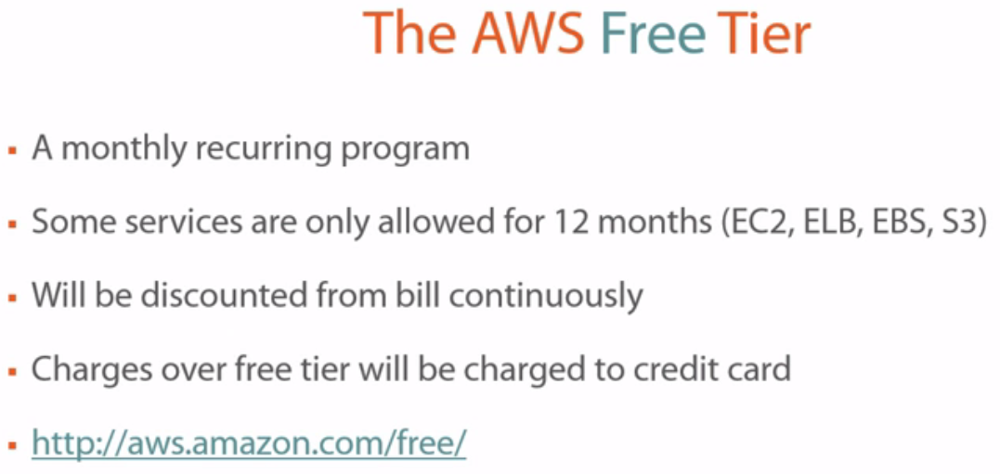 The AWS Free Tier
▪ A monthly recurring program
▪ Some services are only allowed for 12 months (EC2, ELB, EBS, S3)
▪ Will be discounted from bill continuously
▪ Charges over free tier will be charged to credit card
▪ http://aws.amazon.com/free/